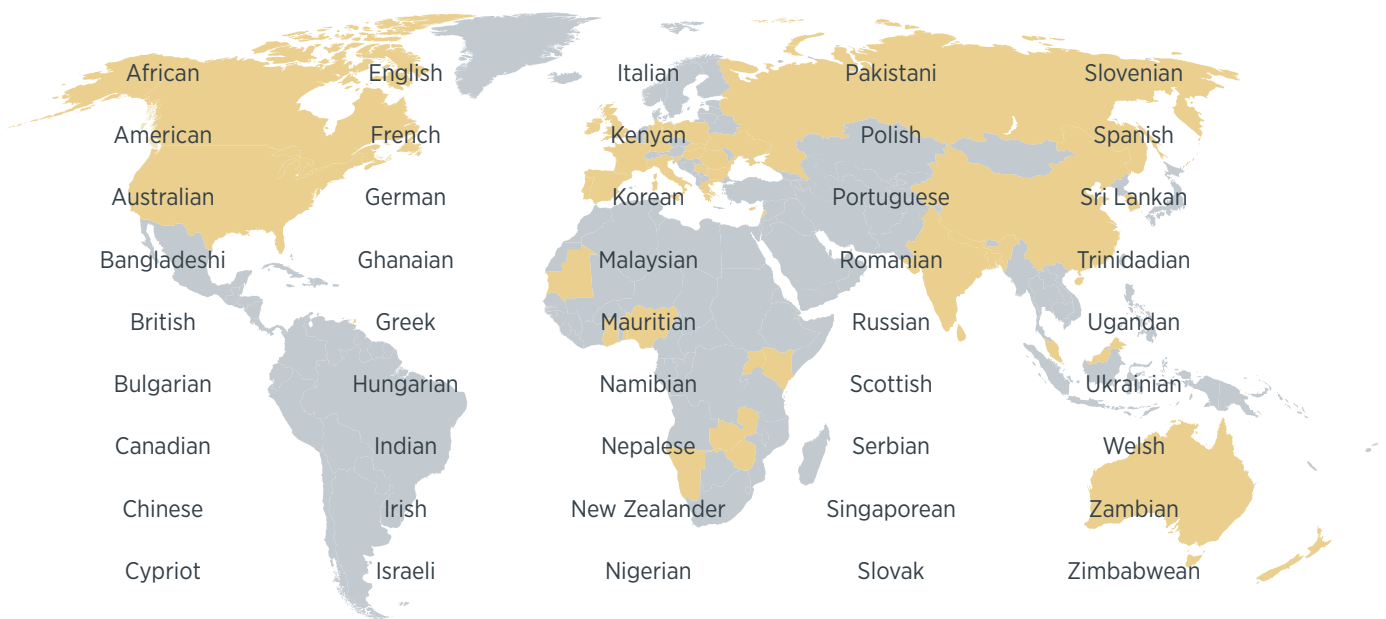 African
American
Australian
Bangladeshi
British
Bulgarian
Canadian
Chinese
Cypriot
English
French
German
Ghanaian
Greek
Hungarian
Indian
Irish
Israeli
Italian
Kenyan
Korean
Malaysian
Mauritian
Namibian
Nepalese
New Zealander
Nigerian
Pakistani
Polish
Portuguese
Romanian
Russian
Scottish
Serbian
Singaporean
Slovak
Slovenian
Spanish
Sri Lankan
Trinidadian
Ugandan
Ukrainian
Welsh
Zambian
Zimbabwean